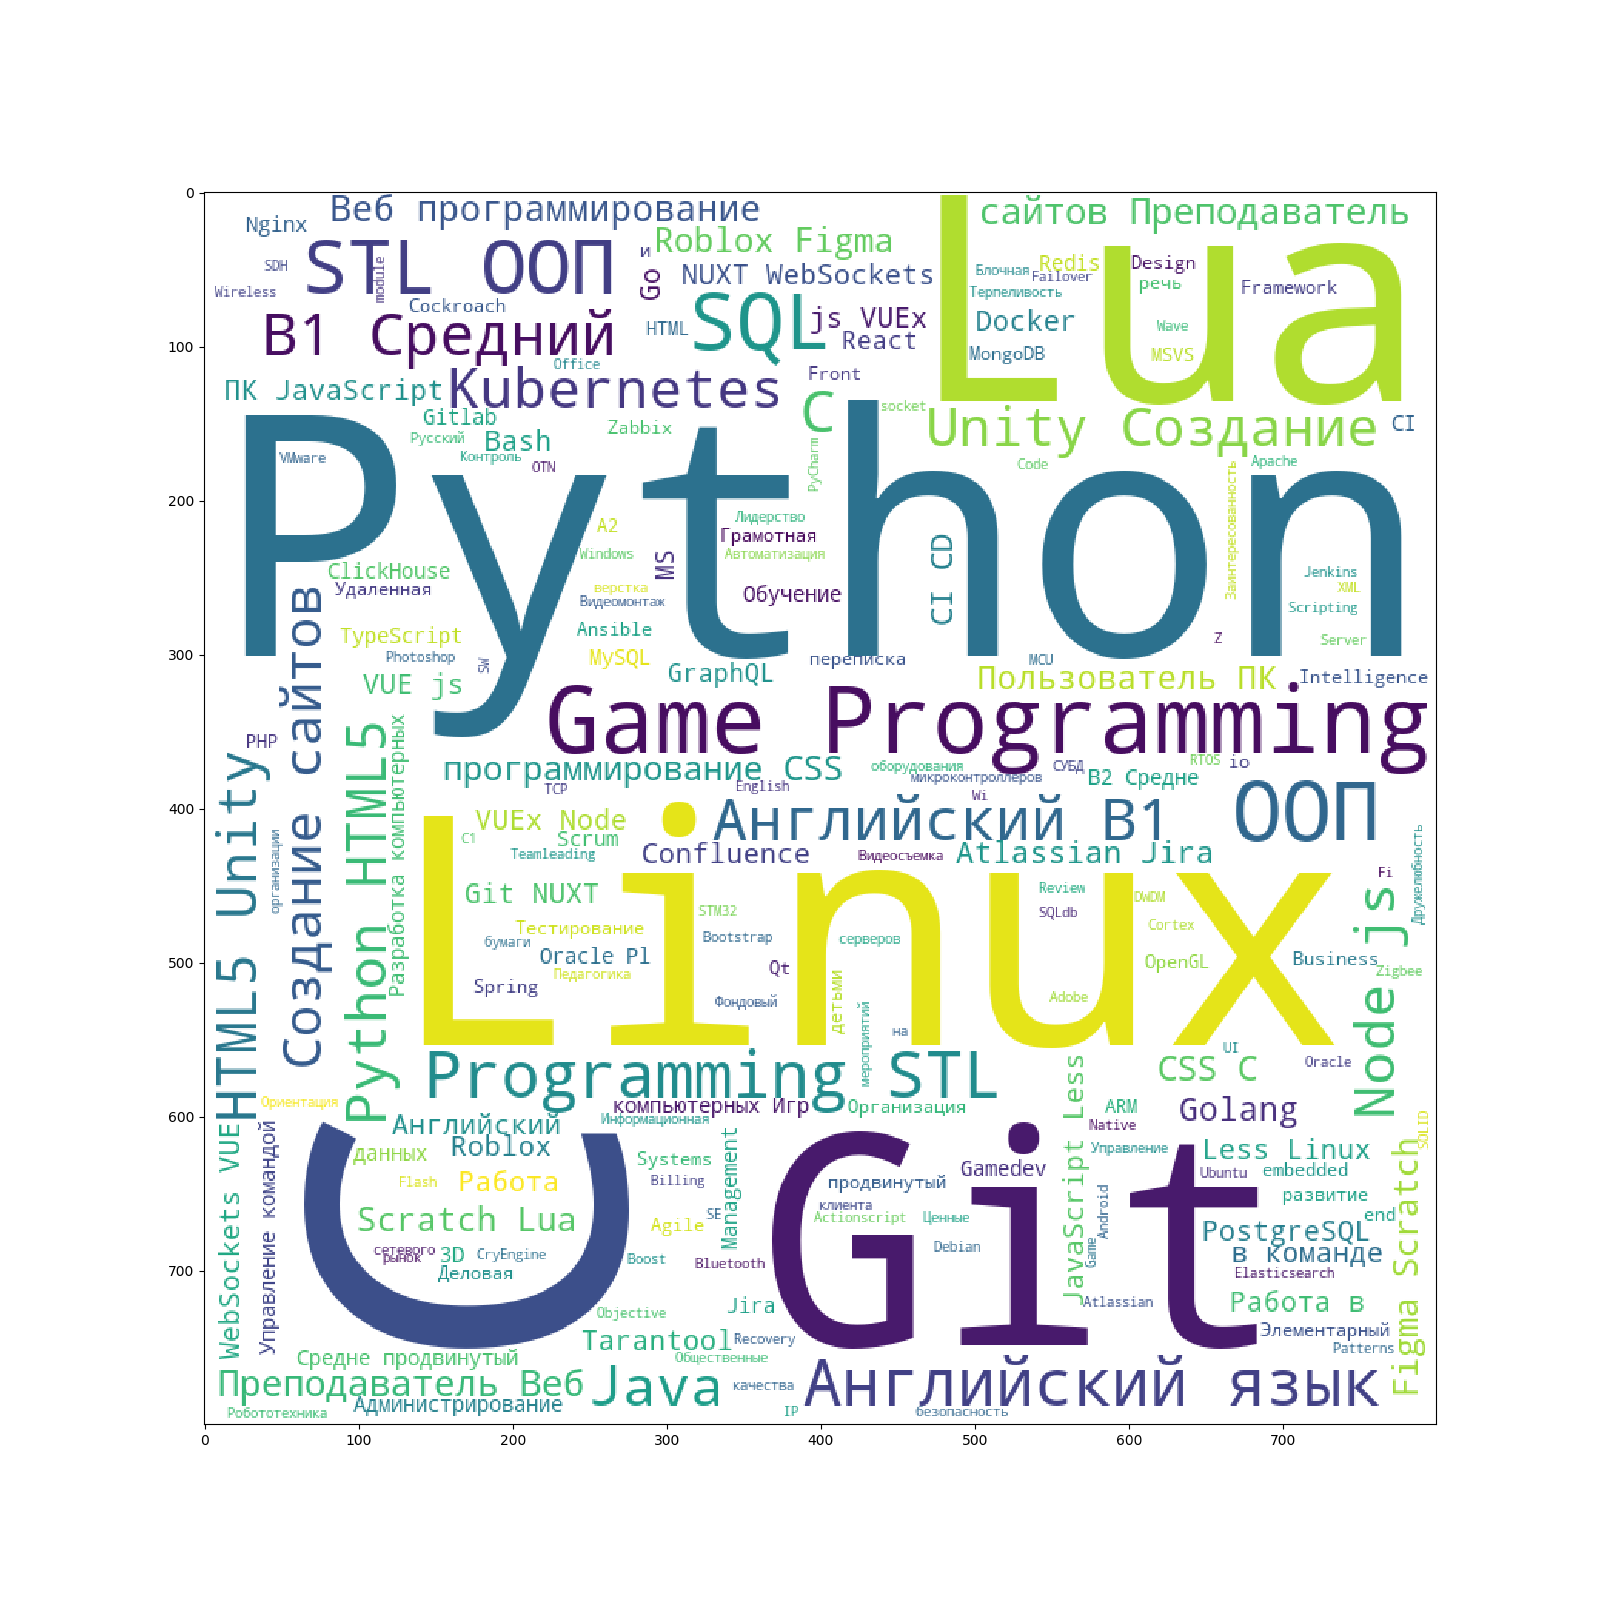 0
Веб программирование
Lua
сайтов Преподаватель
Nginx
STL ООП
и
Roblox Figma
SDH
module
Go
NUXT WebSockets
Блочная
Redis
Failover
Design
речь
Framework
Wireless
Терпеливость
Cockroach
SQL
js VUEx
Docker
Wave
B1 Средний
HTML
React
100
MongoDB
MSVS
Office
Kubernetes
Front
ПК JavaScript
C
socket
Gitlab
Unity Создание
CI
Zabbix
Русский
Bash
Контроль
OTN
PyCharm
Code
Apache
VMware
Python
200
Заинтересованность
A2
Лидерство
Грамотная
CI CD
Windows
MS
Автоматизация
ClickHouse
Удаленная
верстка
Видеомонтаж
Обучение
Jenkins
XML
Scripting
Создание сайтов
TypeScript
Ansible
Z
Server
Photoshop
SW
MySQL
GraphQL
переписка
MCU
300
VUE js
Пользователь ПК
Intelligence
Game Programming
PHP
HTML5 Unity
Python HTML5
Разработка компьютерных
программирование CSS
оборудования
микроконтроллеров
СУБД
B2 Средне
RTOS
io
TCP
English
Wi
400
Linux
VUEx Node
Английский B1
ООП
C1
Scrum
Teamleading
Confluence
Видеосъемка
Atlassian Jira
организации
Дружелюбность
Fi
Git NUXT
STM32
Review
SQLdb
DWDM
Node js
Тестирование
Cortex
бумаги
Bootstrap
серверов
Oracle Pl
Педагогика
Qt
OpenGL
Business
Zigbee
500
Spring
Фондовый
детьми
Adobe
мероприятий
на
Programming STL
UI
CSS C
Oracle
JavaScript Less
Ориентация
компьютерных Игр
Организация
ARM
Golang
600
Английский
Информационная
Native
SOLID
WebSockets VUE
Управление командой
C
Git
данных
Roblox
Systems
Management
Gamedev
Управление
Less Linux
Figma Scratch
Flash
Работа
Billing
продвинутый
Ubuntu
embedded
развитие
Scratch Lua
SE
клиента
Actionscript
Ценные
Android
end
Agile
PostgreSQL
сетевого
рынок
3D
CryEngine
Boost
Bluetooth
Debian
Game
в команде
700
Деловая
Elasticsearch
Objective
Jira
Atlassian
Работа в
Tarantool
Recovery
Элементарный
Patterns
Средне продвинутый
Общественные
Преподаватель Веб
Java
качества
Английский язык
Робототехника
Администрирование
IP
безопасность
0 100 200 300 400 500 600 700